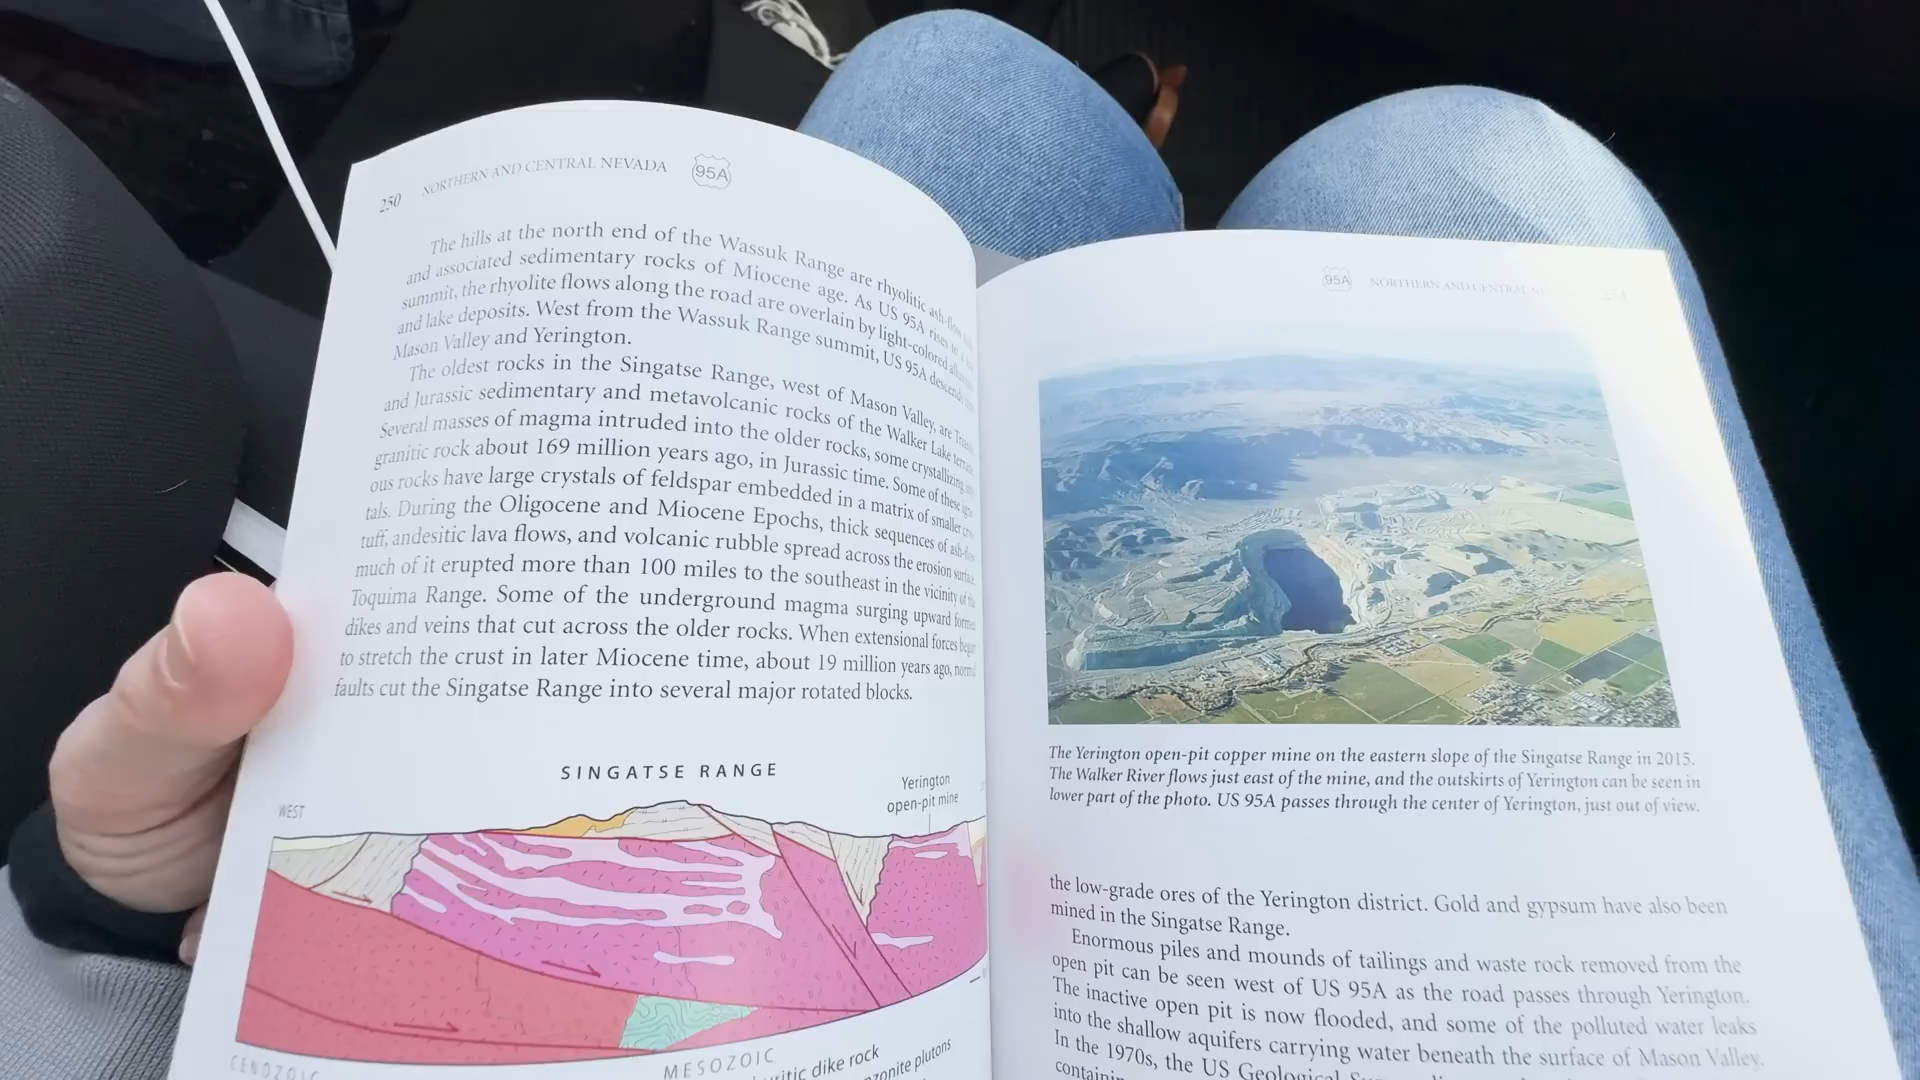 250 NORTHERN AND CENTRAL NEVADA 95A
The hills at the north end of the Wassuk Range are rhyolitic ash-flow
and associated sedimentary rocks of Miocene age. As US 95A rises to a
summit, the rhyolite flows along the road are overlain by light-colored
and lake deposits. West from the Wassuk Range summit, US 95A descends
Mason Valley and Yerington.
The oldest rocks in the Singatse Range, west of Mason Valley, are
and Jurassic sedimentary and metavolcanic rocks of the Walker Lake
Several masses of magma intruded into the older rocks, some crystallizing
granitic rock about 169 million years ago, in Jurassic time. Some of these
ous rocks have large crystals of feldspar embedded in a matrix of smaller
tals. During the Oligocene and Miocene Epochs, thick sequences of
tuff, andesitic lava flows, and volcanic rubble spread across the erosion
much of it erupted more than 100 miles to the southeast in the vicinity of
Toquima Range. Some of the underground magma surging upward formed
dikes and veins that cut across the older rocks. When extensional forces
to stretch the crust in later Miocene time, about 19 million years ago,
faults cut the Singatse Range into several major rotated blocks.
SINGATSE RANGE
WEST
Yerington
open-pit mine
CENOZOIC
MESOZOIC
dike rock
plutons
95A NORTHERN AND CENTRAL
The Yerington open-pit copper mine on the eastern slope of the Singatse Range in 2015.
The Walker River flows just east of the mine, and the outskirts of Yerington can be seen in
lower part of the photo. US 95A passes through the center of Yerington, just out of view.
the low-grade ores of the Yerington district. Gold and gypsum have also been
mined in the Singatse Range.
Enormous piles and mounds of tailings and waste rock removed from the
open pit can be seen west of US 95A as the road passes through Yerington.
The inactive open pit is now flooded, and some of the polluted water leaks
into the shallow aquifers carrying water beneath the surface of Mason Valley.
In the 1970s, the US Geological